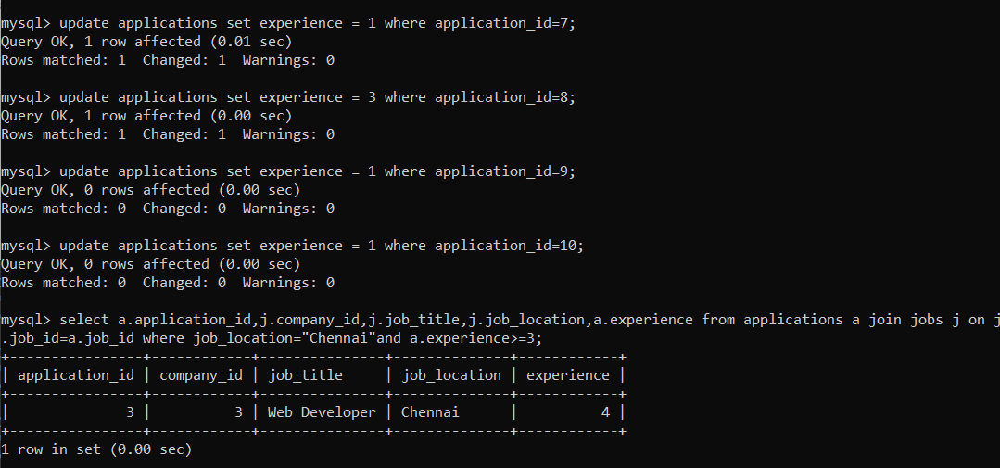 mysql> update applications set experience = 1 where application_id=7;
Query OK, 1 row affected (0.01 sec)
Rows matched: 1  Changed: 1  Warnings: 0
mysql> update applications set experience = 3 where application_id=8;
Query OK, 1 row affected (0.00 sec)
Rows matched: 1  Changed: 1  Warnings: 0
mysql> update applications set experience = 1 where application_id=9;
Query OK, 0 rows affected (0.00 sec)
Rows matched: 0  Changed: 0  Warnings: 0
mysql> update applications set experience = 1 where application_id=10;
Query OK, 0 rows affected (0.00 sec)
Rows matched: 0  Changed: 0  Warnings: 0
mysql> select a.application_id,j.company_id,j.job_title,j.job_location,a.experience from applications a join jobs j on j
.job_id=a.job_id where job_location="Chennai"and a.experience>=3;
+----------------+------------+---------------+--------------+------------+
| application_id | company_id | job_title     | job_location | experience |
+----------------+------------+---------------+--------------+------------+
|              3 |          3 | Web Developer | Chennai      |          4 |
+----------------+------------+---------------+--------------+------------+
1 row in set (0.00 sec)